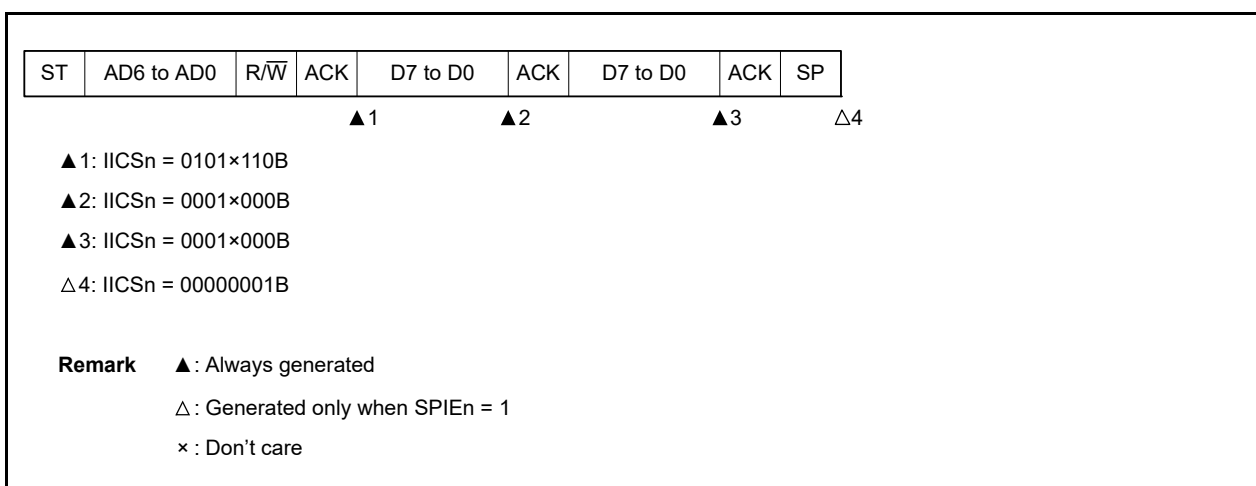 ST AD6 to AD0 R/W̅ ACK D7 to D0 ACK D7 to D0 ACK SP
▲1 ▲2 ▲3 △4
▲1: IICSn = 0101×110B
▲2: IICSn = 0001×000B
▲3: IICSn = 0001×000B
△4: IICSn = 00000001B
Remark ▲: Always generated
△: Generated only when SPIEn = 1
× : Don't care